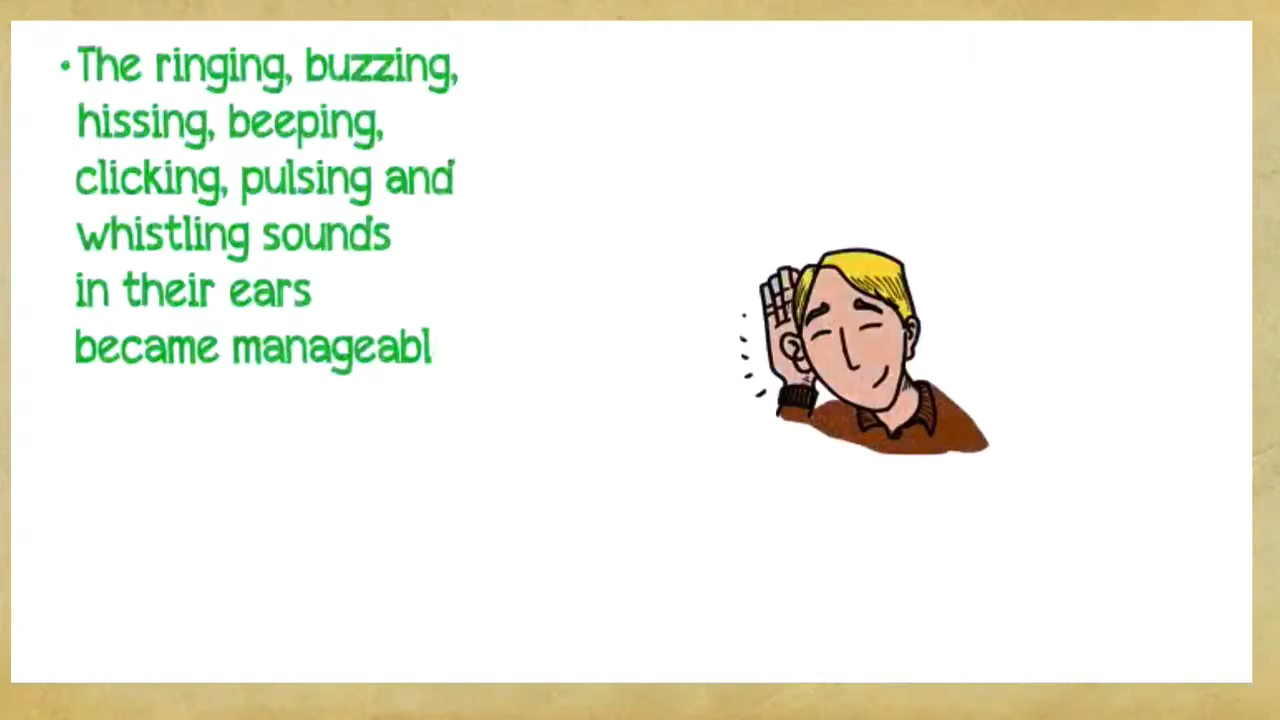 •The ringing, buzzing,
hissing, beeping,
clicking, pulsing and
whistling sounds
in their ears
became manageabl